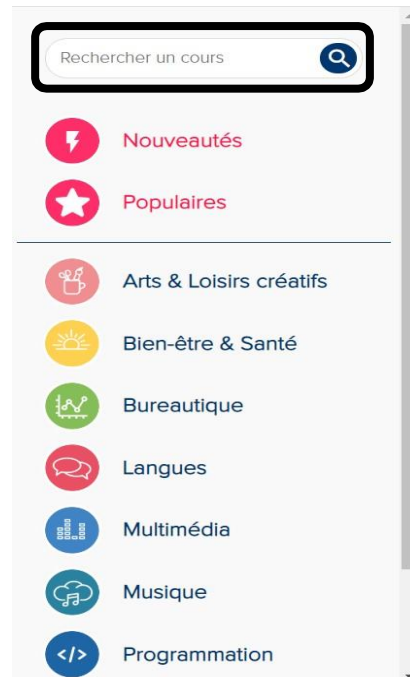 Rechercher un cours
Nouveautés
Populaires
Arts & Loisirs créatifs
Bien-être & Santé
Bureautique
Langues
Multimédia
Musique
</> Programmation